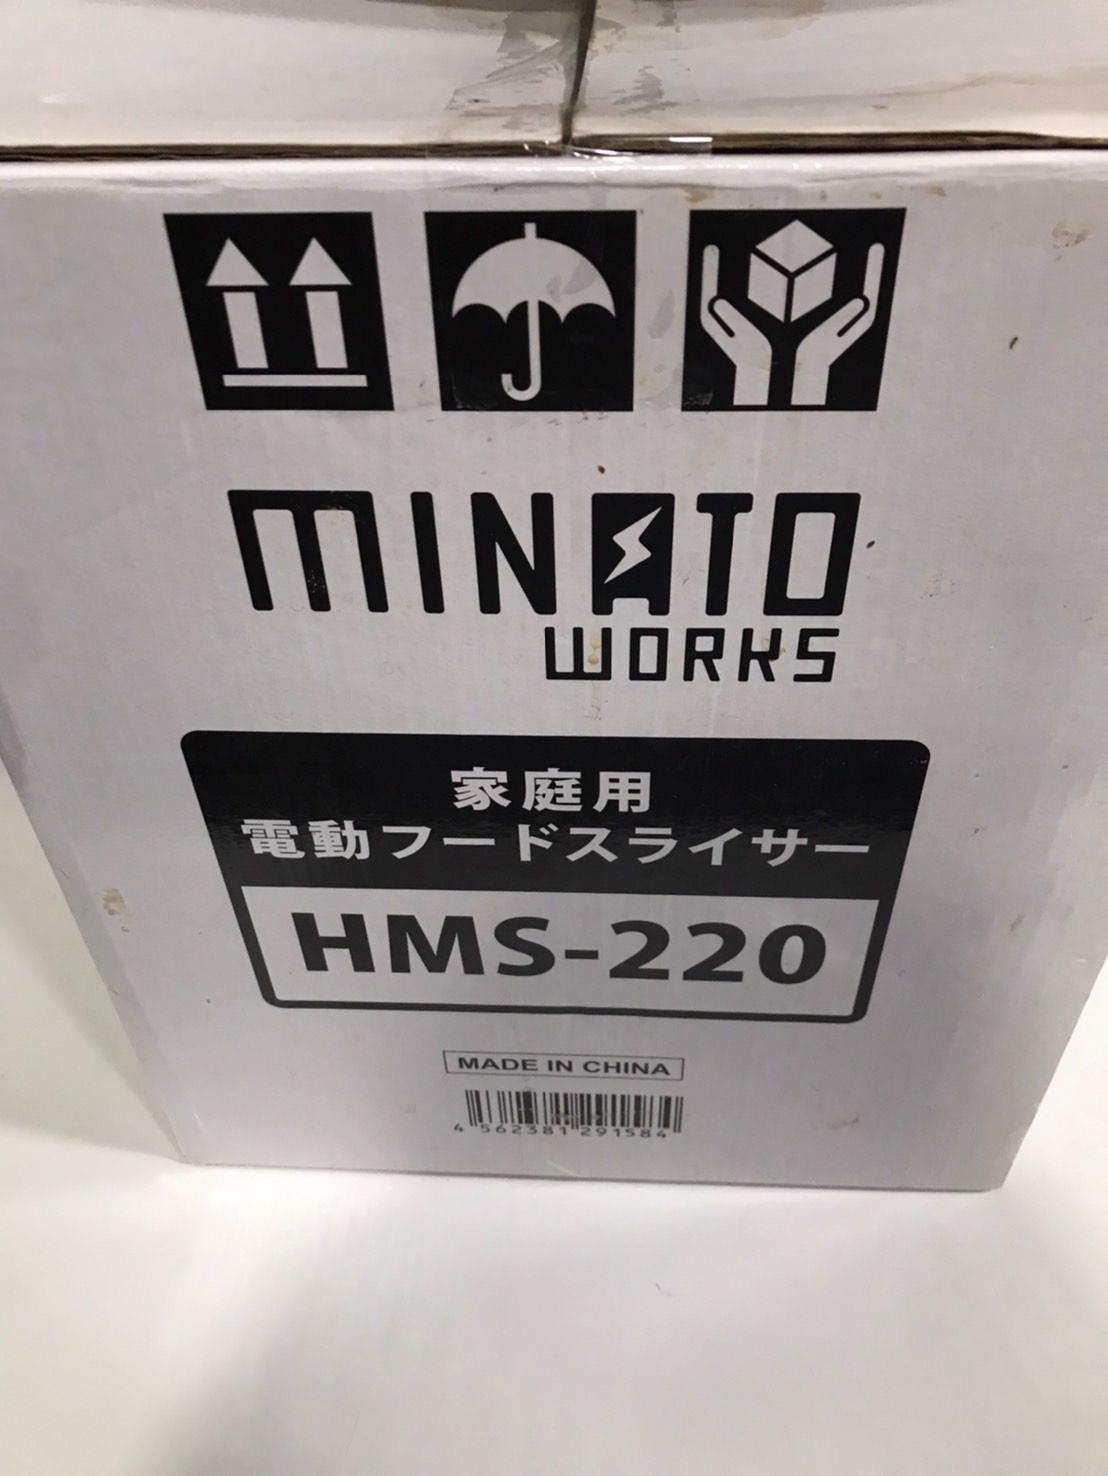 MINATO
WORKS
家庭用
電動フードスライサー
HMS-220
MADE IN CHINA
4 562381 291584